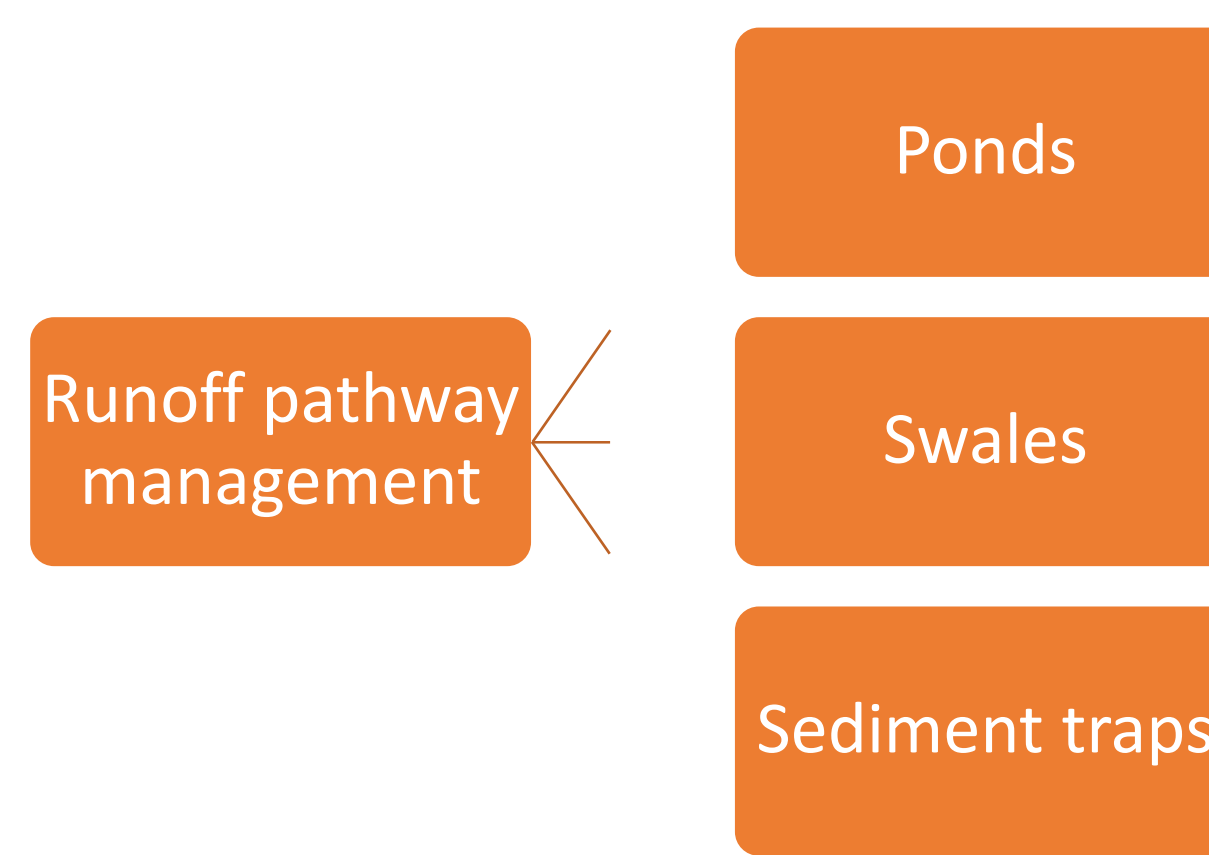 Ponds
Runoff pathway
management
Swales
Sediment traps